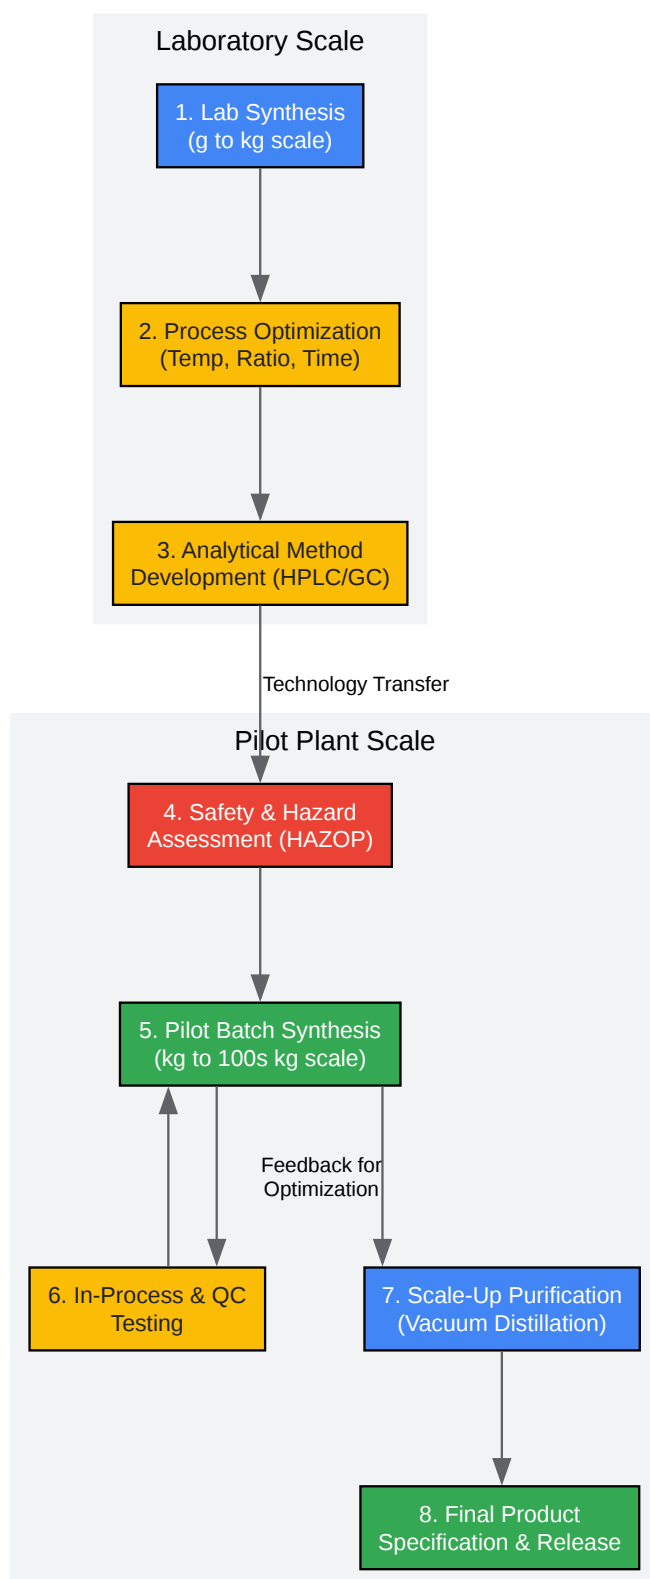 Laboratory Scale
1. Lab Synthesis
(g to kg scale)
2. Process Optimization
(Temp, Ratio, Time)
3. Analytical Method
Development (HPLC/GC)
Technology Transfer
Pilot Plant Scale
4. Safety & Hazard
Assessment (HAZOP)
5. Pilot Batch Synthesis
(kg to 100s kg scale)
Feedback for
Optimization
6. In-Process & QC
Testing
7. Scale-Up Purification
(Vacuum Distillation)
8. Final Product
Specification & Release